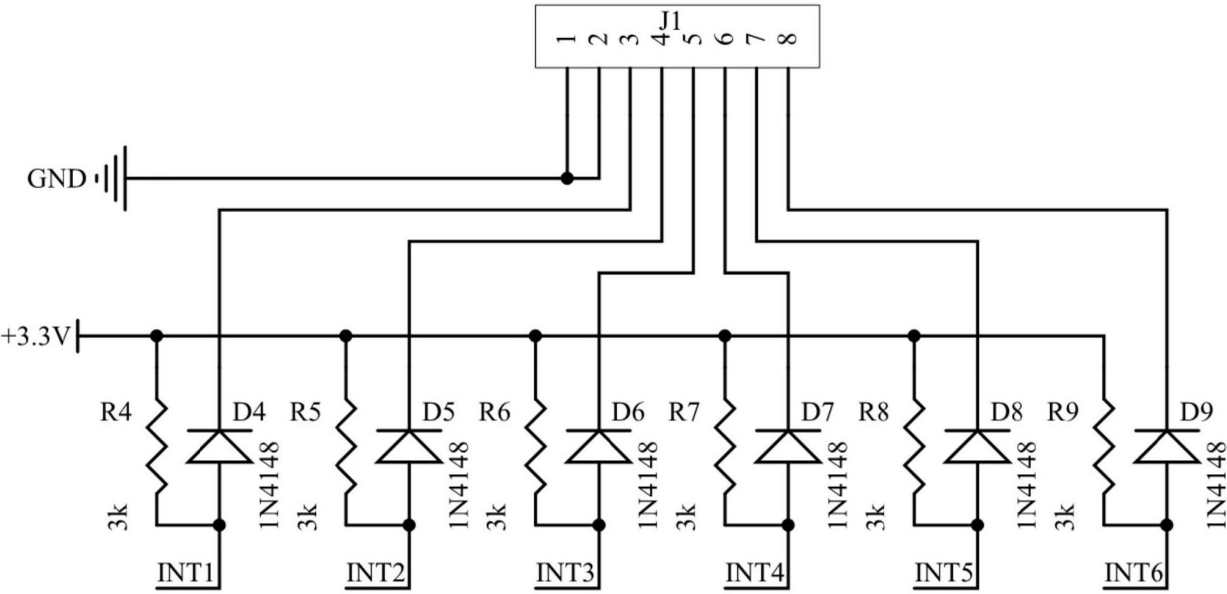 J1
1 2 3 4 5 6 7 8
GND
+3.3V
R4 D4 R5 D5 R6 D6 R7 D7 R8 D8 R9 D9
3k 1N4148 3k 1N4148 3k 1N4148 3k 1N4148 3k 1N4148 3k 1N4148
INT1 INT2 INT3 INT4 INT5 INT6